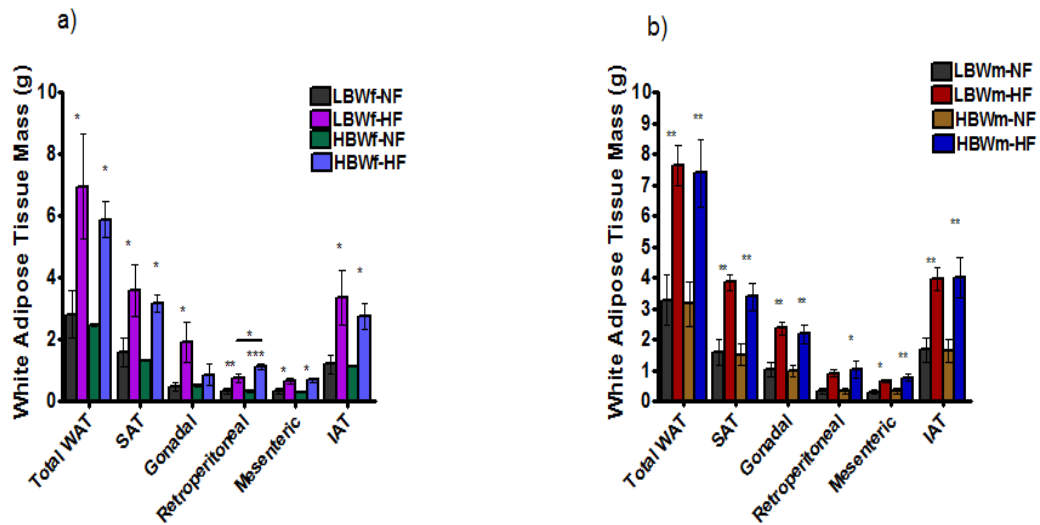 a)
White Adipose Tissue Mass (g)
10
8
6
4
2
0
LBWf-NF
LBWf-HF
HBWf-NF
HBWf-HF
*
*
*
*
*
**
*
***
*
*
*
*
Total WAT
SAT
Gonadal
Retroperitoneal
Mesenteric
IAT
b)
White Adipose Tissue Mass (g)
10
9
8
7
6
5
4
3
2
1
0
LBWm-NF
LBWm-HF
HBWm-NF
HBWm-HF
**
**
**
**
**
**
*
*
**
**
**
Total WAT
SAT
Gonadal
Retroperitoneal
Mesenteric
IAT